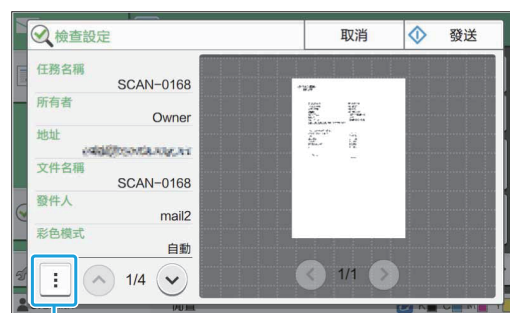 檢查設定
取消
發送
任務名稱
SCAN-0168
所有者
Owner
地址
文件名稱
SCAN-0168
發件人
mail2
彩色模式
自動
1/4
1/1